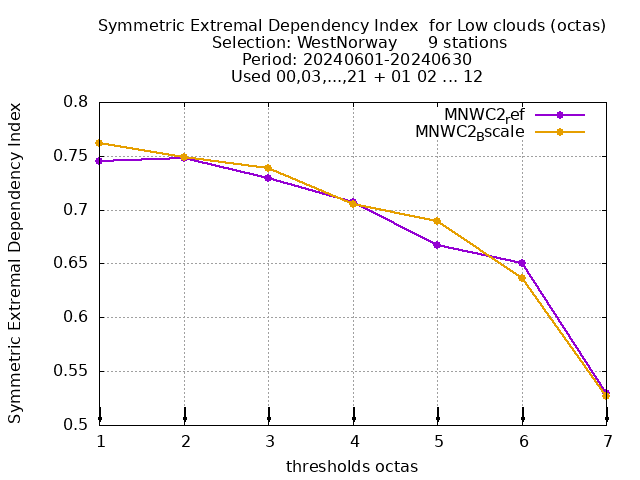 Symmetric Extremal Dependency Index  for Low clouds (octas)
Selection: WestNorway      9 stations
Period: 20240601-20240630
Used 00,03,...,21 + 01 02 ... 12
MNWC2ref
MNWC2Bscale
Symmetric Extremal Dependency Index
0.8
0.75
0.7
0.65
0.6
0.55
0.5
1 2 3 4 5 6 7
thresholds octas